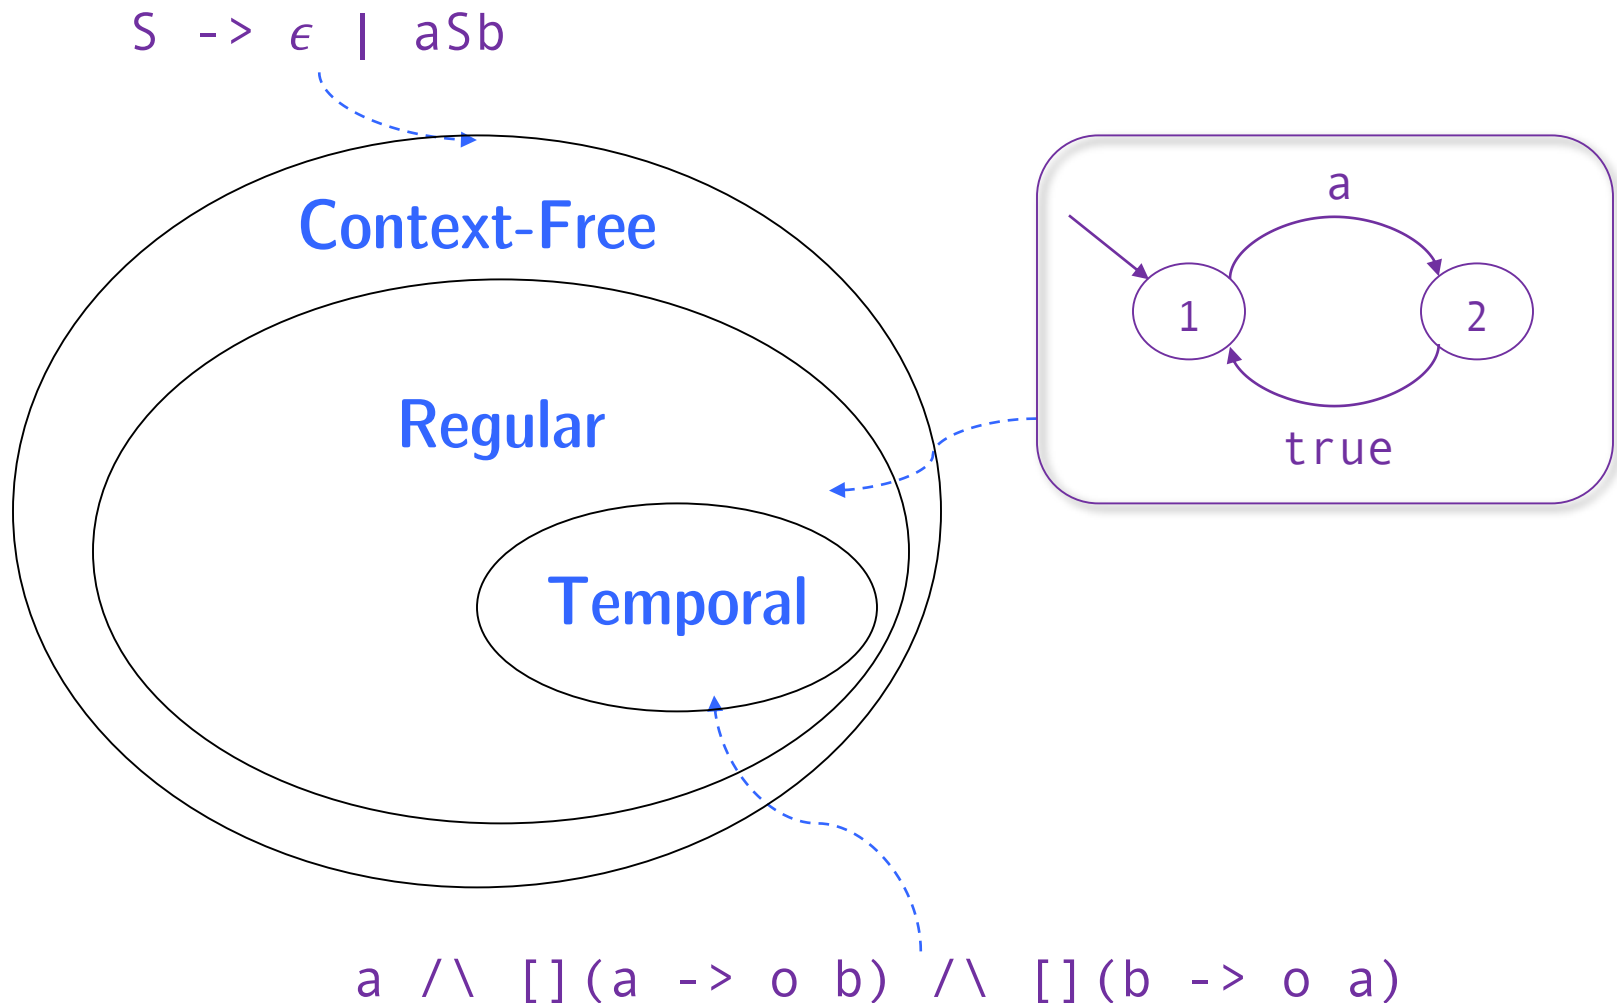 S -> ϵ | aSb
Context-Free
a
1
2
Regular
true
Temporal
a /\ [](a -> o b) /\ [](b -> o a)